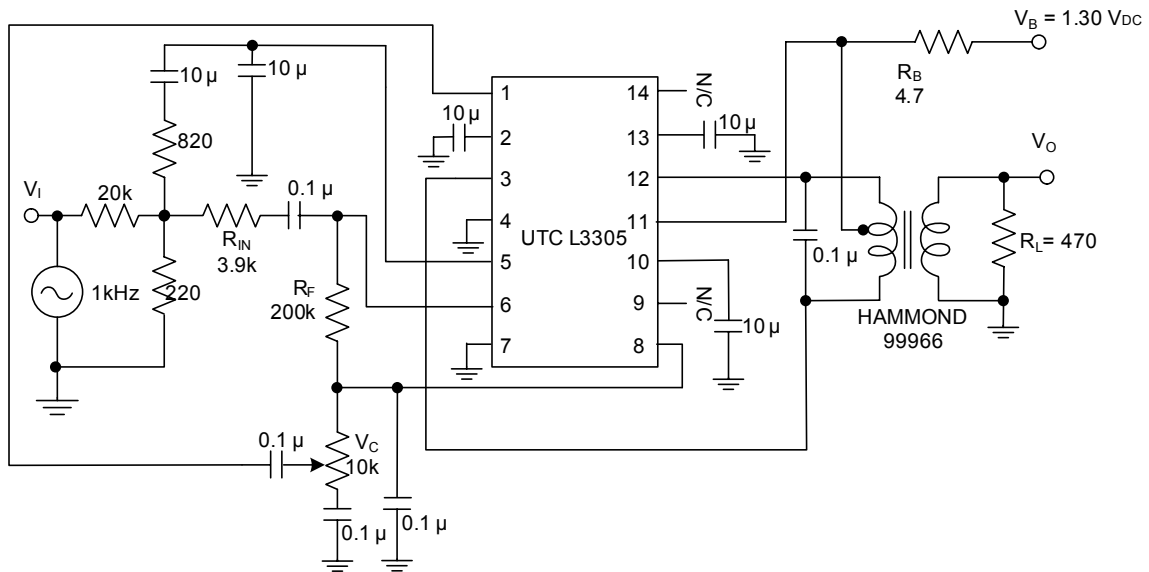 V_B = 1.30 V_DC
R_B
4.7
10 µ
10 µ
820
V_I
20k
0.1 µ
R_IN
3.9k
1kHz
220
R_F
200k
10 µ
1
2
3
4
5
6
7
UTC L3305
14
13
12
11
10
9
8
N/C
10 µ
N/C
10 µ
0.1 µ
V_O
R_L= 470
HAMMOND
99966
0.1 µ
V_C
10k
0.1 µ
0.1 µ